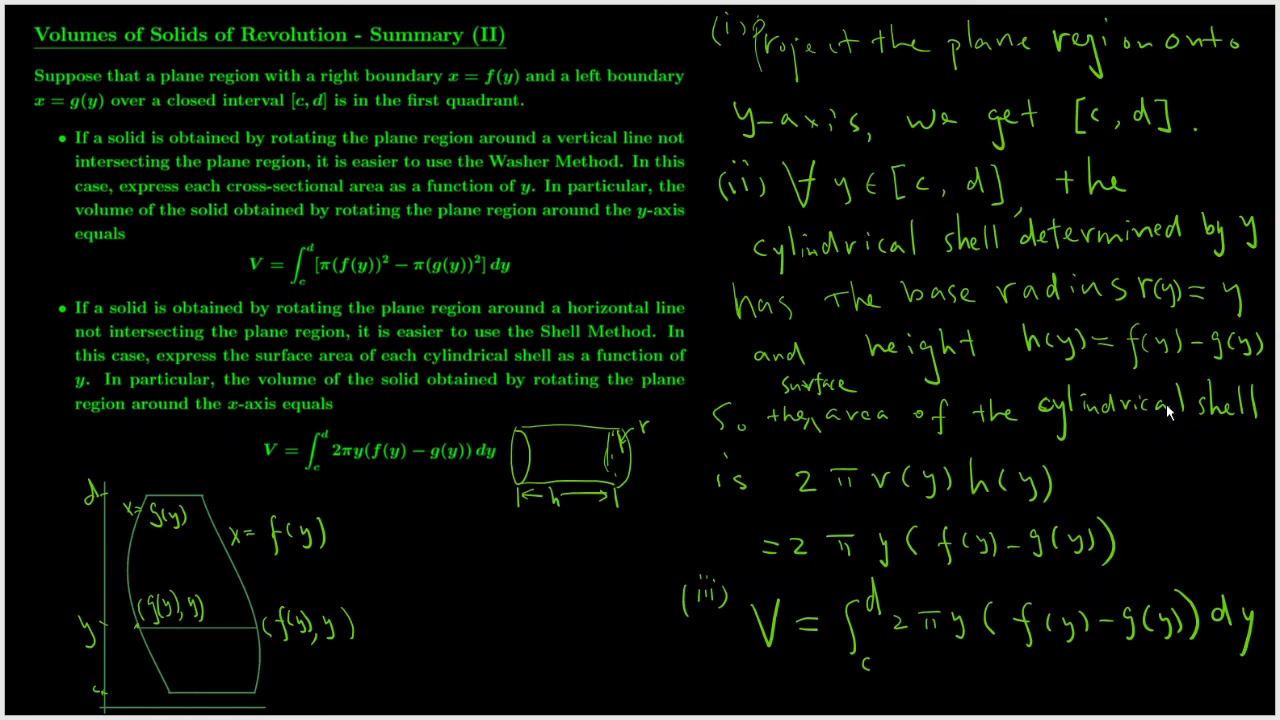 Volumes of Solids of Revolution - Summary (II)
Suppose that a plane region with a right boundary x = f(y) and a left boundary
x = g(y) over a closed interval [c, d] is in the first quadrant.
• If a solid is obtained by rotating the plane region around a vertical line not
intersecting the plane region, it is easier to use the Washer Method. In this
case, express each cross-sectional area as a function of y. In particular, the
volume of the solid obtained by rotating the plane region around the y-axis
equals
V = ∫_c^d [π(f(y))² − π(g(y))²] dy
• If a solid is obtained by rotating the plane region around a horizontal line
not intersecting the plane region, it is easier to use the Shell Method. In
this case, express the surface area of each cylindrical shell as a function of
y. In particular, the volume of the solid obtained by rotating the plane
region around the x-axis equals
V = ∫_c^d 2πy(f(y) − g(y)) dy
r
h
d
x = g(y)
x = f(y)
(g(y), y)
y
(f(y), y)
c
(i) Project the plane region onto
y-axis, we get [c, d].
(ii) ∀ y ∈ [c, d], the
cylindrical shell determined by y
has the base radius r(y) = y
and height h(y) = f(y) − g(y)
So the surface area of the cylindrical shell
is 2 π r(y) h(y)
= 2 π y (f(y) − g(y))
(iii) V = ∫_c^d 2 π y (f(y) − g(y)) dy